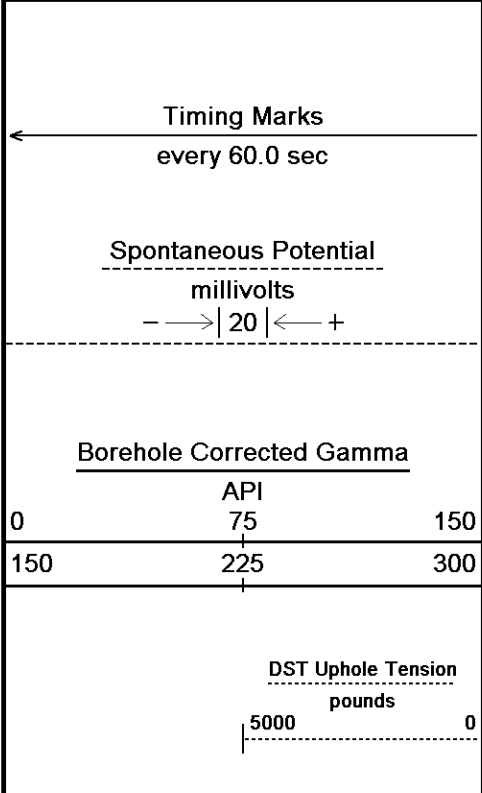 Timing Marks
every 60.0 sec
Spontaneous Potential
millivolts
− 20 +
Borehole Corrected Gamma
API
0 75 150
150 225 300
DST Uphole Tension
pounds
5000 0